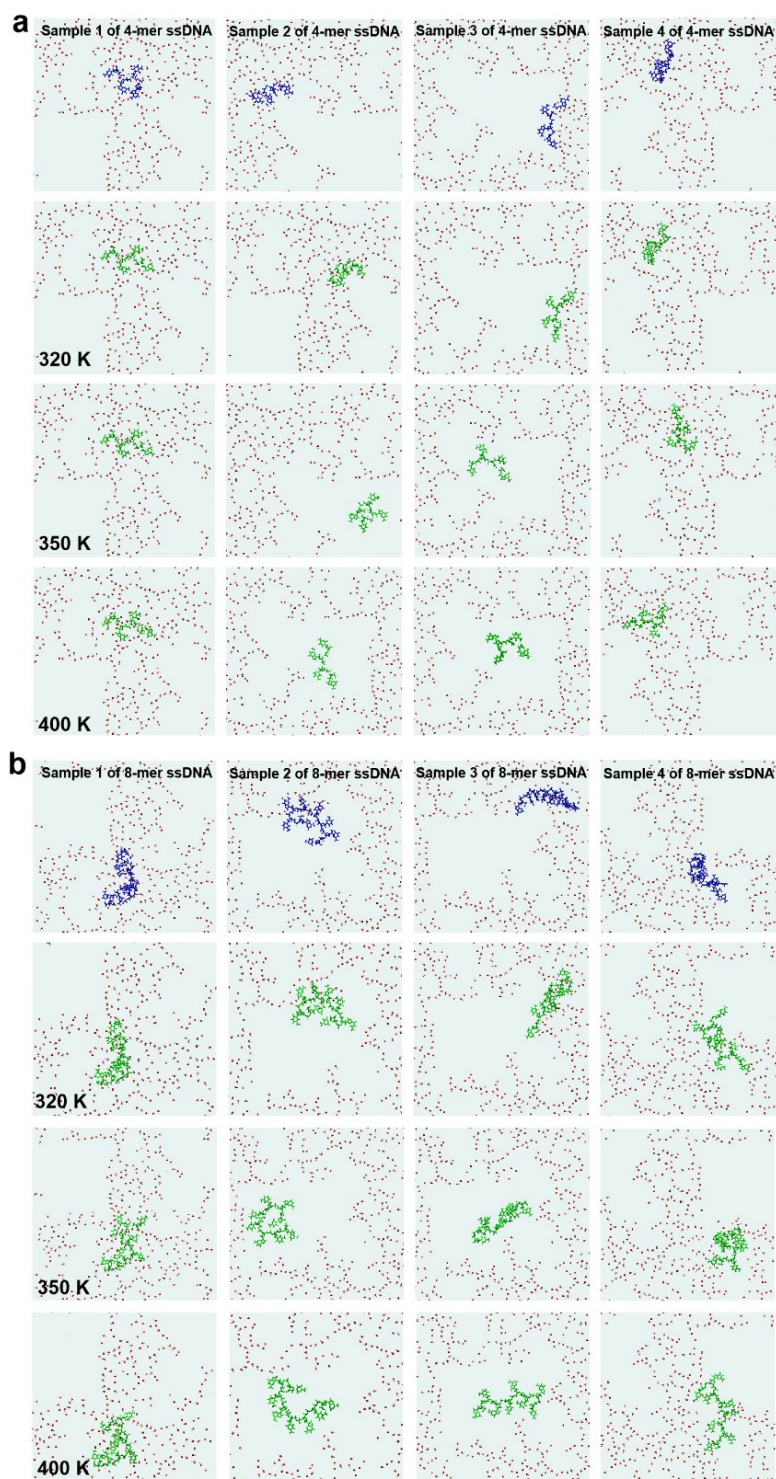 a
Sample 1 of 4-mer ssDNA
Sample 2 of 4-mer ssDNA
Sample 3 of 4-mer ssDNA
Sample 4 of 4-mer ssDNA
320 K
350 K
400 K
b
Sample 1 of 8-mer ssDNA
Sample 2 of 8-mer ssDNA
Sample 3 of 8-mer ssDNA
Sample 4 of 8-mer ssDNA
320 K
350 K
400 K